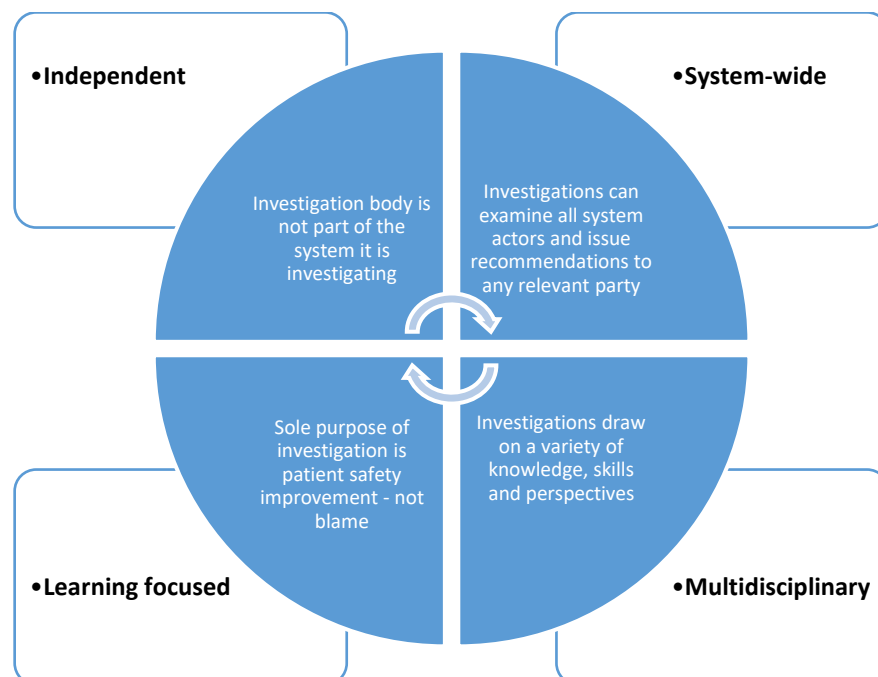 •Independent
•System-wide
Investigation body is
not part of the
system it is
investigating
Investigations can
examine all system
actors and issue
recommendations to
any relevant party
Sole purpose of
investigation is
patient safety
improvement - not
blame
Investigations draw
on a variety of
knowledge, skills
and perspectives
•Learning focused
•Multidisciplinary